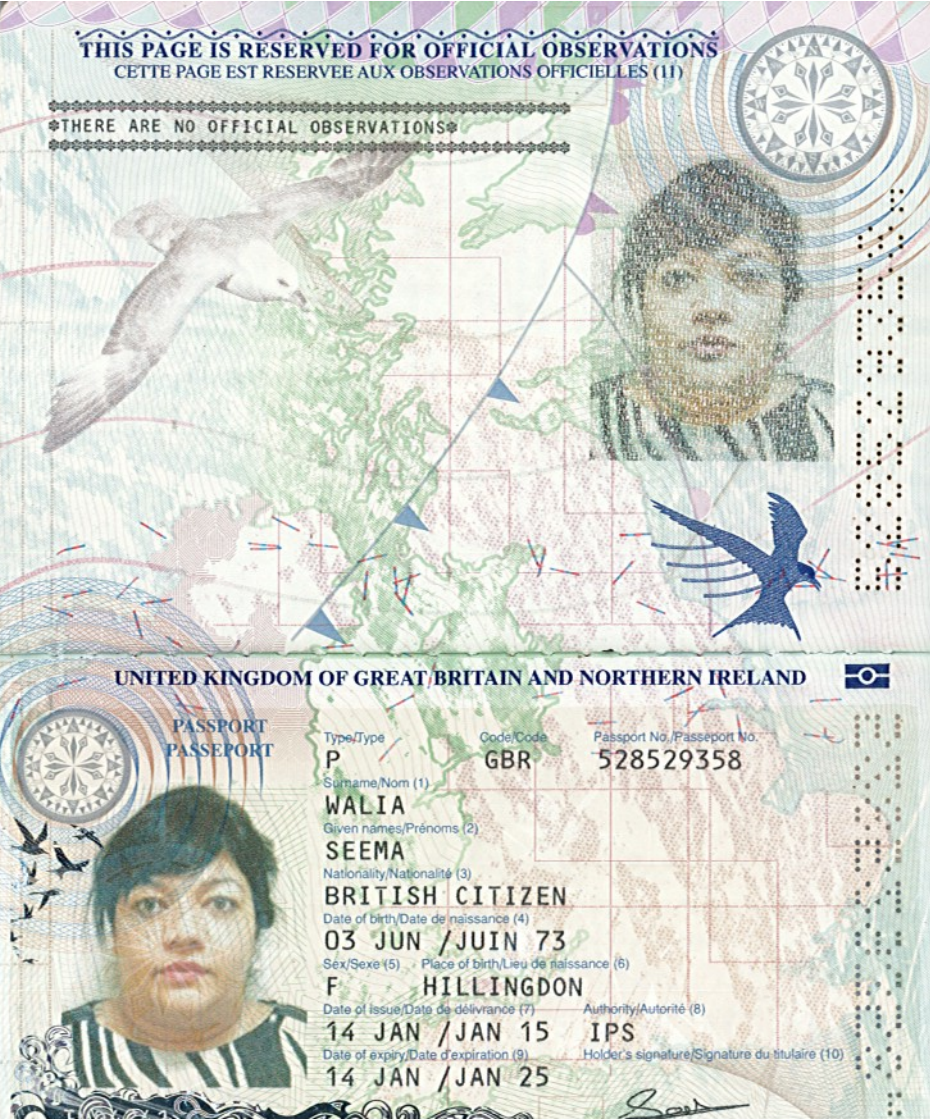 THIS PAGE IS RESERVED FOR OFFICIAL OBSERVATIONS
CETTE PAGE EST RESERVEE AUX OBSERVATIONS OFFICIELLES (11)
*THERE ARE NO OFFICIAL OBSERVATIONS*
UNITED KINGDOM OF GREAT BRITAIN AND NORTHERN IRELAND
PASSPORT
PASSEPORT
Type/Type Code/Code Passport No./Passeport No.
P GBR 528529358
Surname/Nom (1)
WALIA
Given names/Prénoms (2)
SEEMA
Nationality/Nationalité (3)
BRITISH CITIZEN
Date of birth/Date de naissance (4)
03 JUN /JUIN 73
Sex/Sexe (5) Place of birth/Lieu de naissance (6)
F HILLINGDON
Date of issue/Date de délivrance (7) Authority/Autorité (8)
14 JAN /JAN 15 IPS
Date of expiry/Date d'expiration (9) Holder's signature/Signature du titulaire (10)
14 JAN /JAN 25